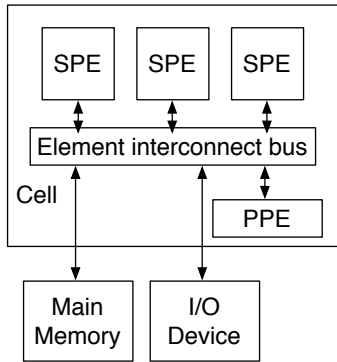 SPE SPE SPE
Element interconnect bus
Cell
PPE
Main
Memory
I/O
Device